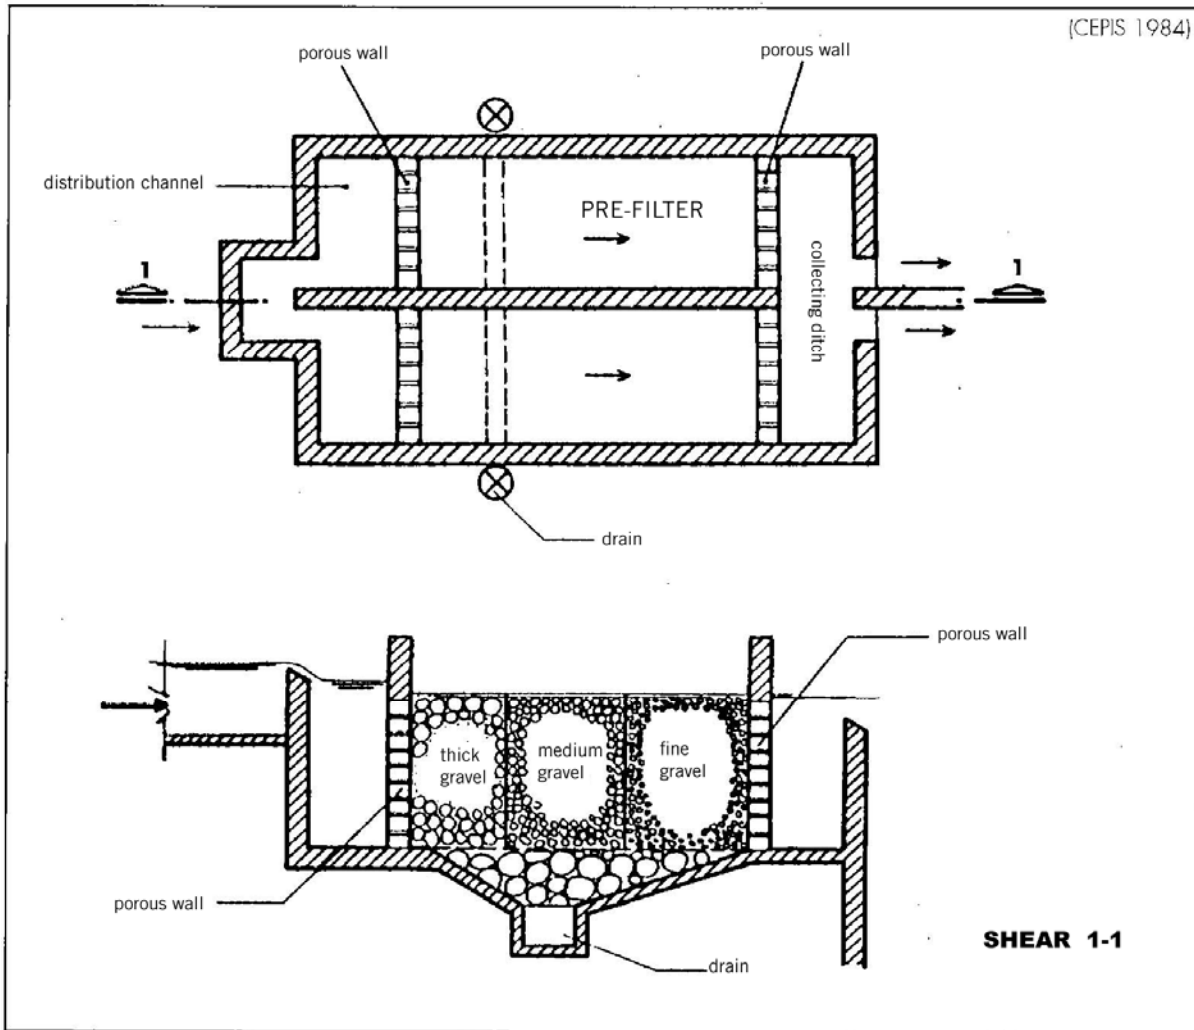 (CEPIS 1984)
porous wall
porous wall
distribution channel
PRE-FILTER
collecting ditch
1
1
drain
porous wall
thick
gravel
medium
gravel
fine
gravel
porous wall
drain
SHEAR 1-1